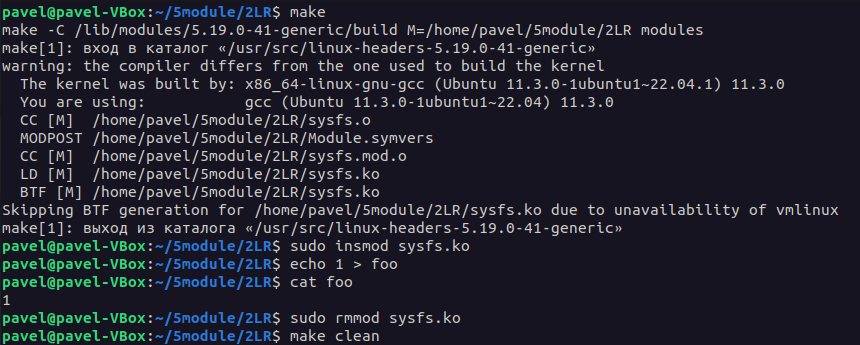 pavel@pavel-VBox:~/5module/2LR$ make
make -C /lib/modules/5.19.0-41-generic/build M=/home/pavel/5module/2LR modules
make[1]: вход в каталог «/usr/src/linux-headers-5.19.0-41-generic»
warning: the compiler differs from the one used to build the kernel
  The kernel was built by: x86_64-linux-gnu-gcc (Ubuntu 11.3.0-1ubuntu1~22.04.1) 11.3.0
  You are using:           gcc (Ubuntu 11.3.0-1ubuntu1~22.04) 11.3.0
  CC [M]  /home/pavel/5module/2LR/sysfs.o
  MODPOST /home/pavel/5module/2LR/Module.symvers
  CC [M]  /home/pavel/5module/2LR/sysfs.mod.o
  LD [M]  /home/pavel/5module/2LR/sysfs.ko
  BTF [M] /home/pavel/5module/2LR/sysfs.ko
Skipping BTF generation for /home/pavel/5module/2LR/sysfs.ko due to unavailability of vmlinux
make[1]: выход из каталога «/usr/src/linux-headers-5.19.0-41-generic»
pavel@pavel-VBox:~/5module/2LR$ sudo insmod sysfs.ko
pavel@pavel-VBox:~/5module/2LR$ echo 1 > foo
pavel@pavel-VBox:~/5module/2LR$ cat foo
1
pavel@pavel-VBox:~/5module/2LR$ sudo rmmod sysfs.ko
pavel@pavel-VBox:~/5module/2LR$ make clean